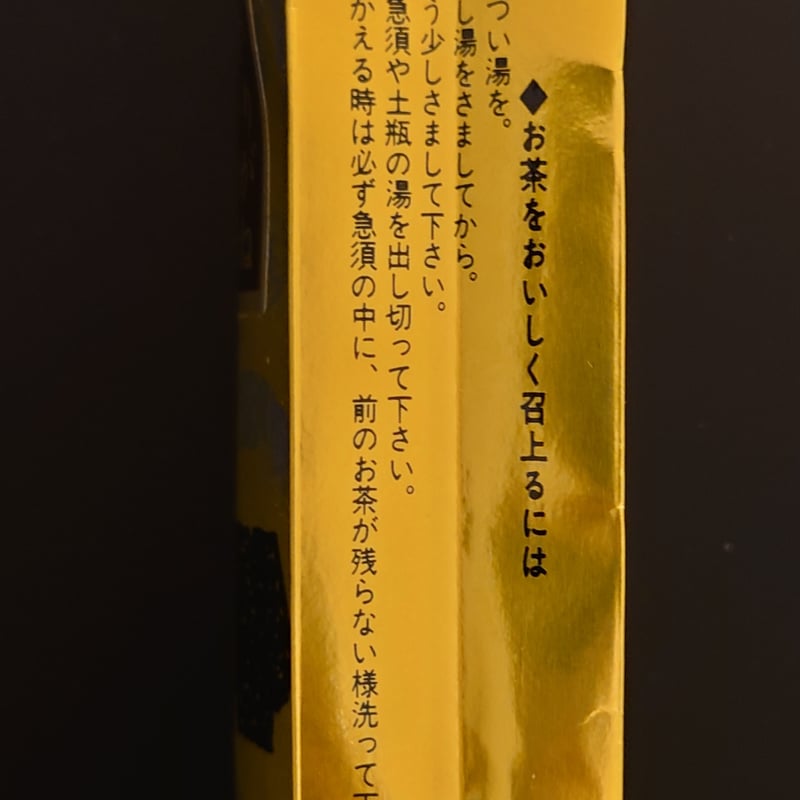 ◆お茶をおいしく召上るには
つい湯を。
し湯をさましてから。
う少しさまして下さい。
急須や土瓶の湯を出し切って下さい。
かえる時は必ず急須の中に、前のお茶が残らない様洗って下